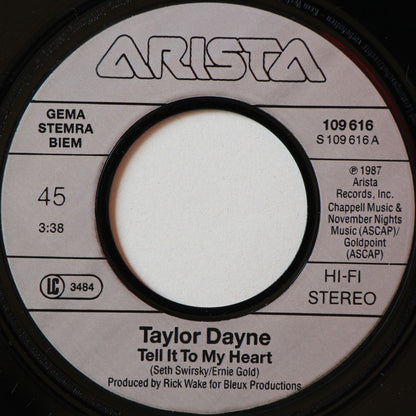 ARISTA
GEMA
STEMRA
BIEM
109 616
S 109 616 A
℗ 1987
Arista
Records, Inc.
Chappell Music &
November Nights
Music (ASCAP)/
Goldpoint
(ASCAP)
45
3:38
LC 3484
HI-FI
STEREO
Taylor Dayne
Tell It To My Heart
(Seth Swirsky/Ernie Gold)
Produced by Rick Wake for Bleux Productions.